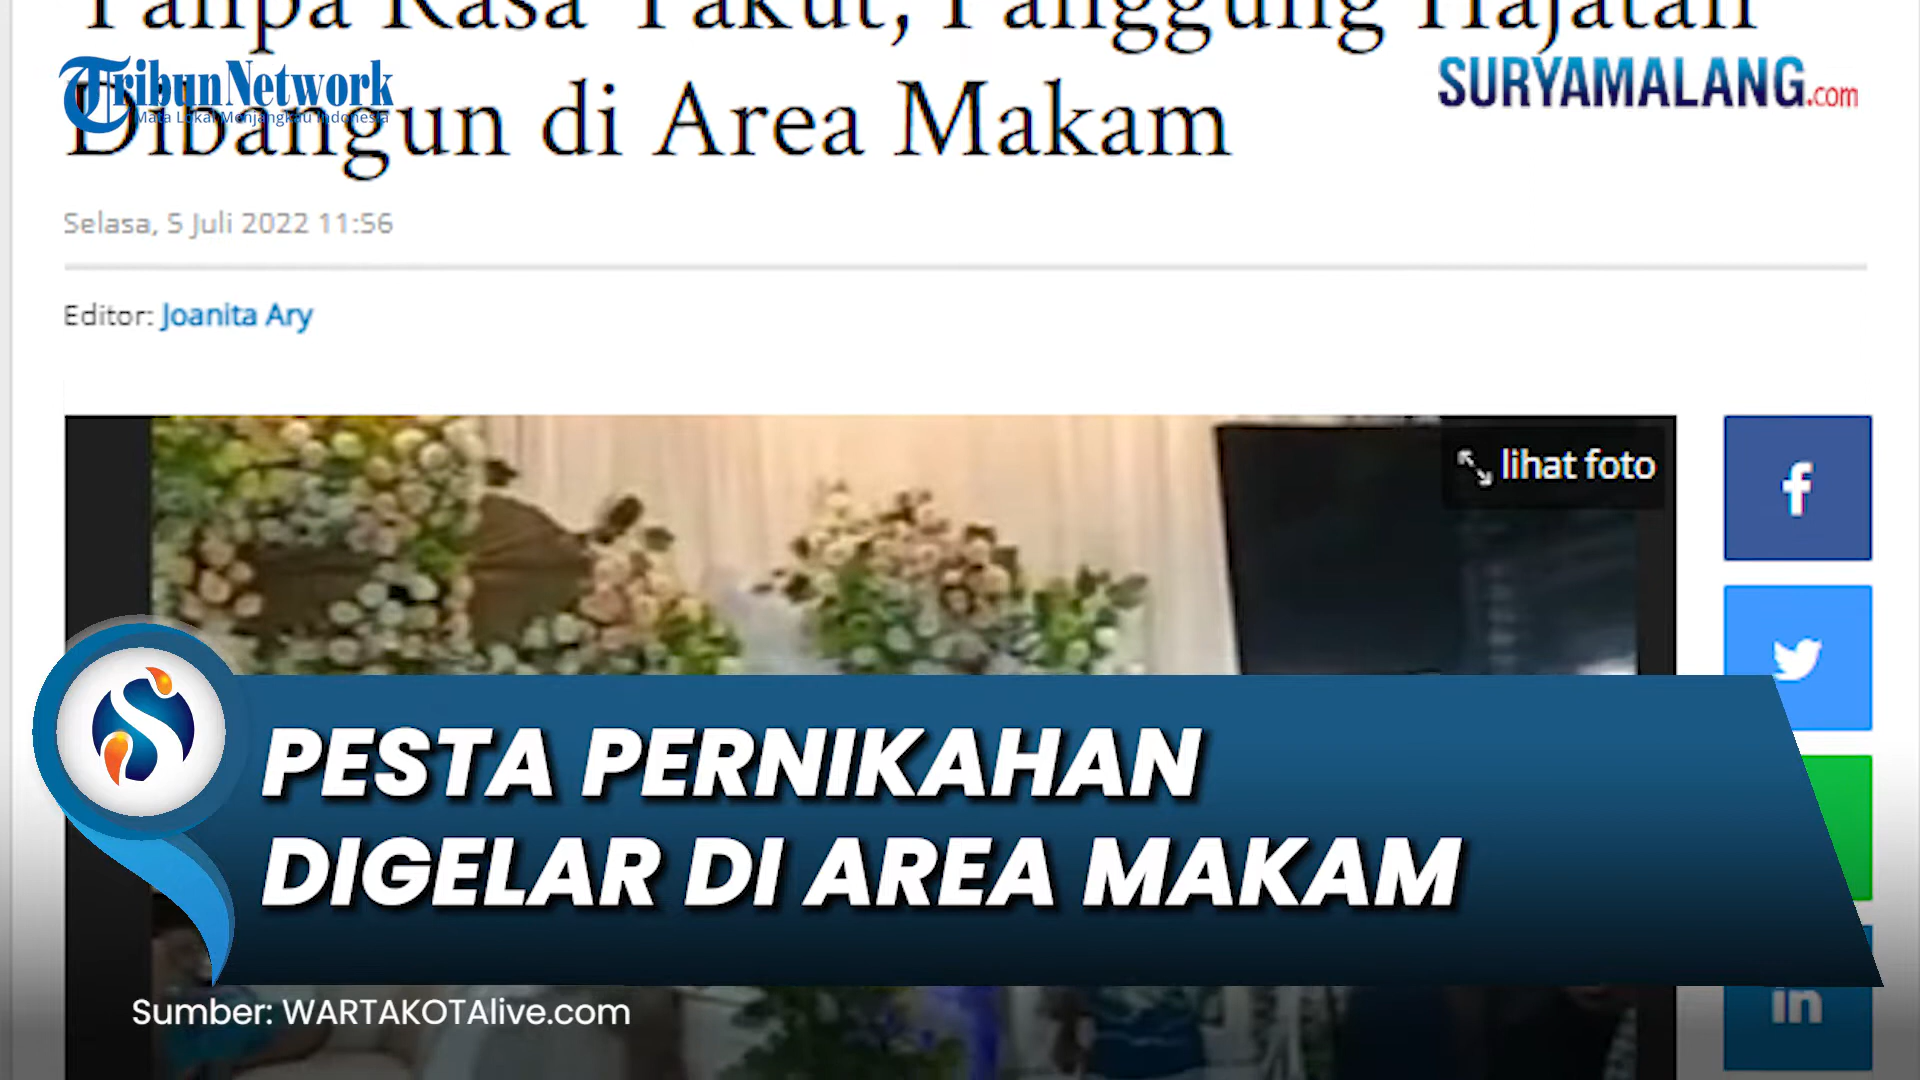 Tanpa Rasa Takut, Panggung Hajatan
TribunNetwork
Mata Lokal Menjangkau Indonesia
SURYAMALANG.com
Dibangun di Area Makam
Selasa, 5 Juli 2022 11:56
Editor: Joanita Ary
lihat foto
f
PESTA PERNIKAHAN
DIGELAR DI AREA MAKAM
in
Sumber: WARTAKOTAlive.com